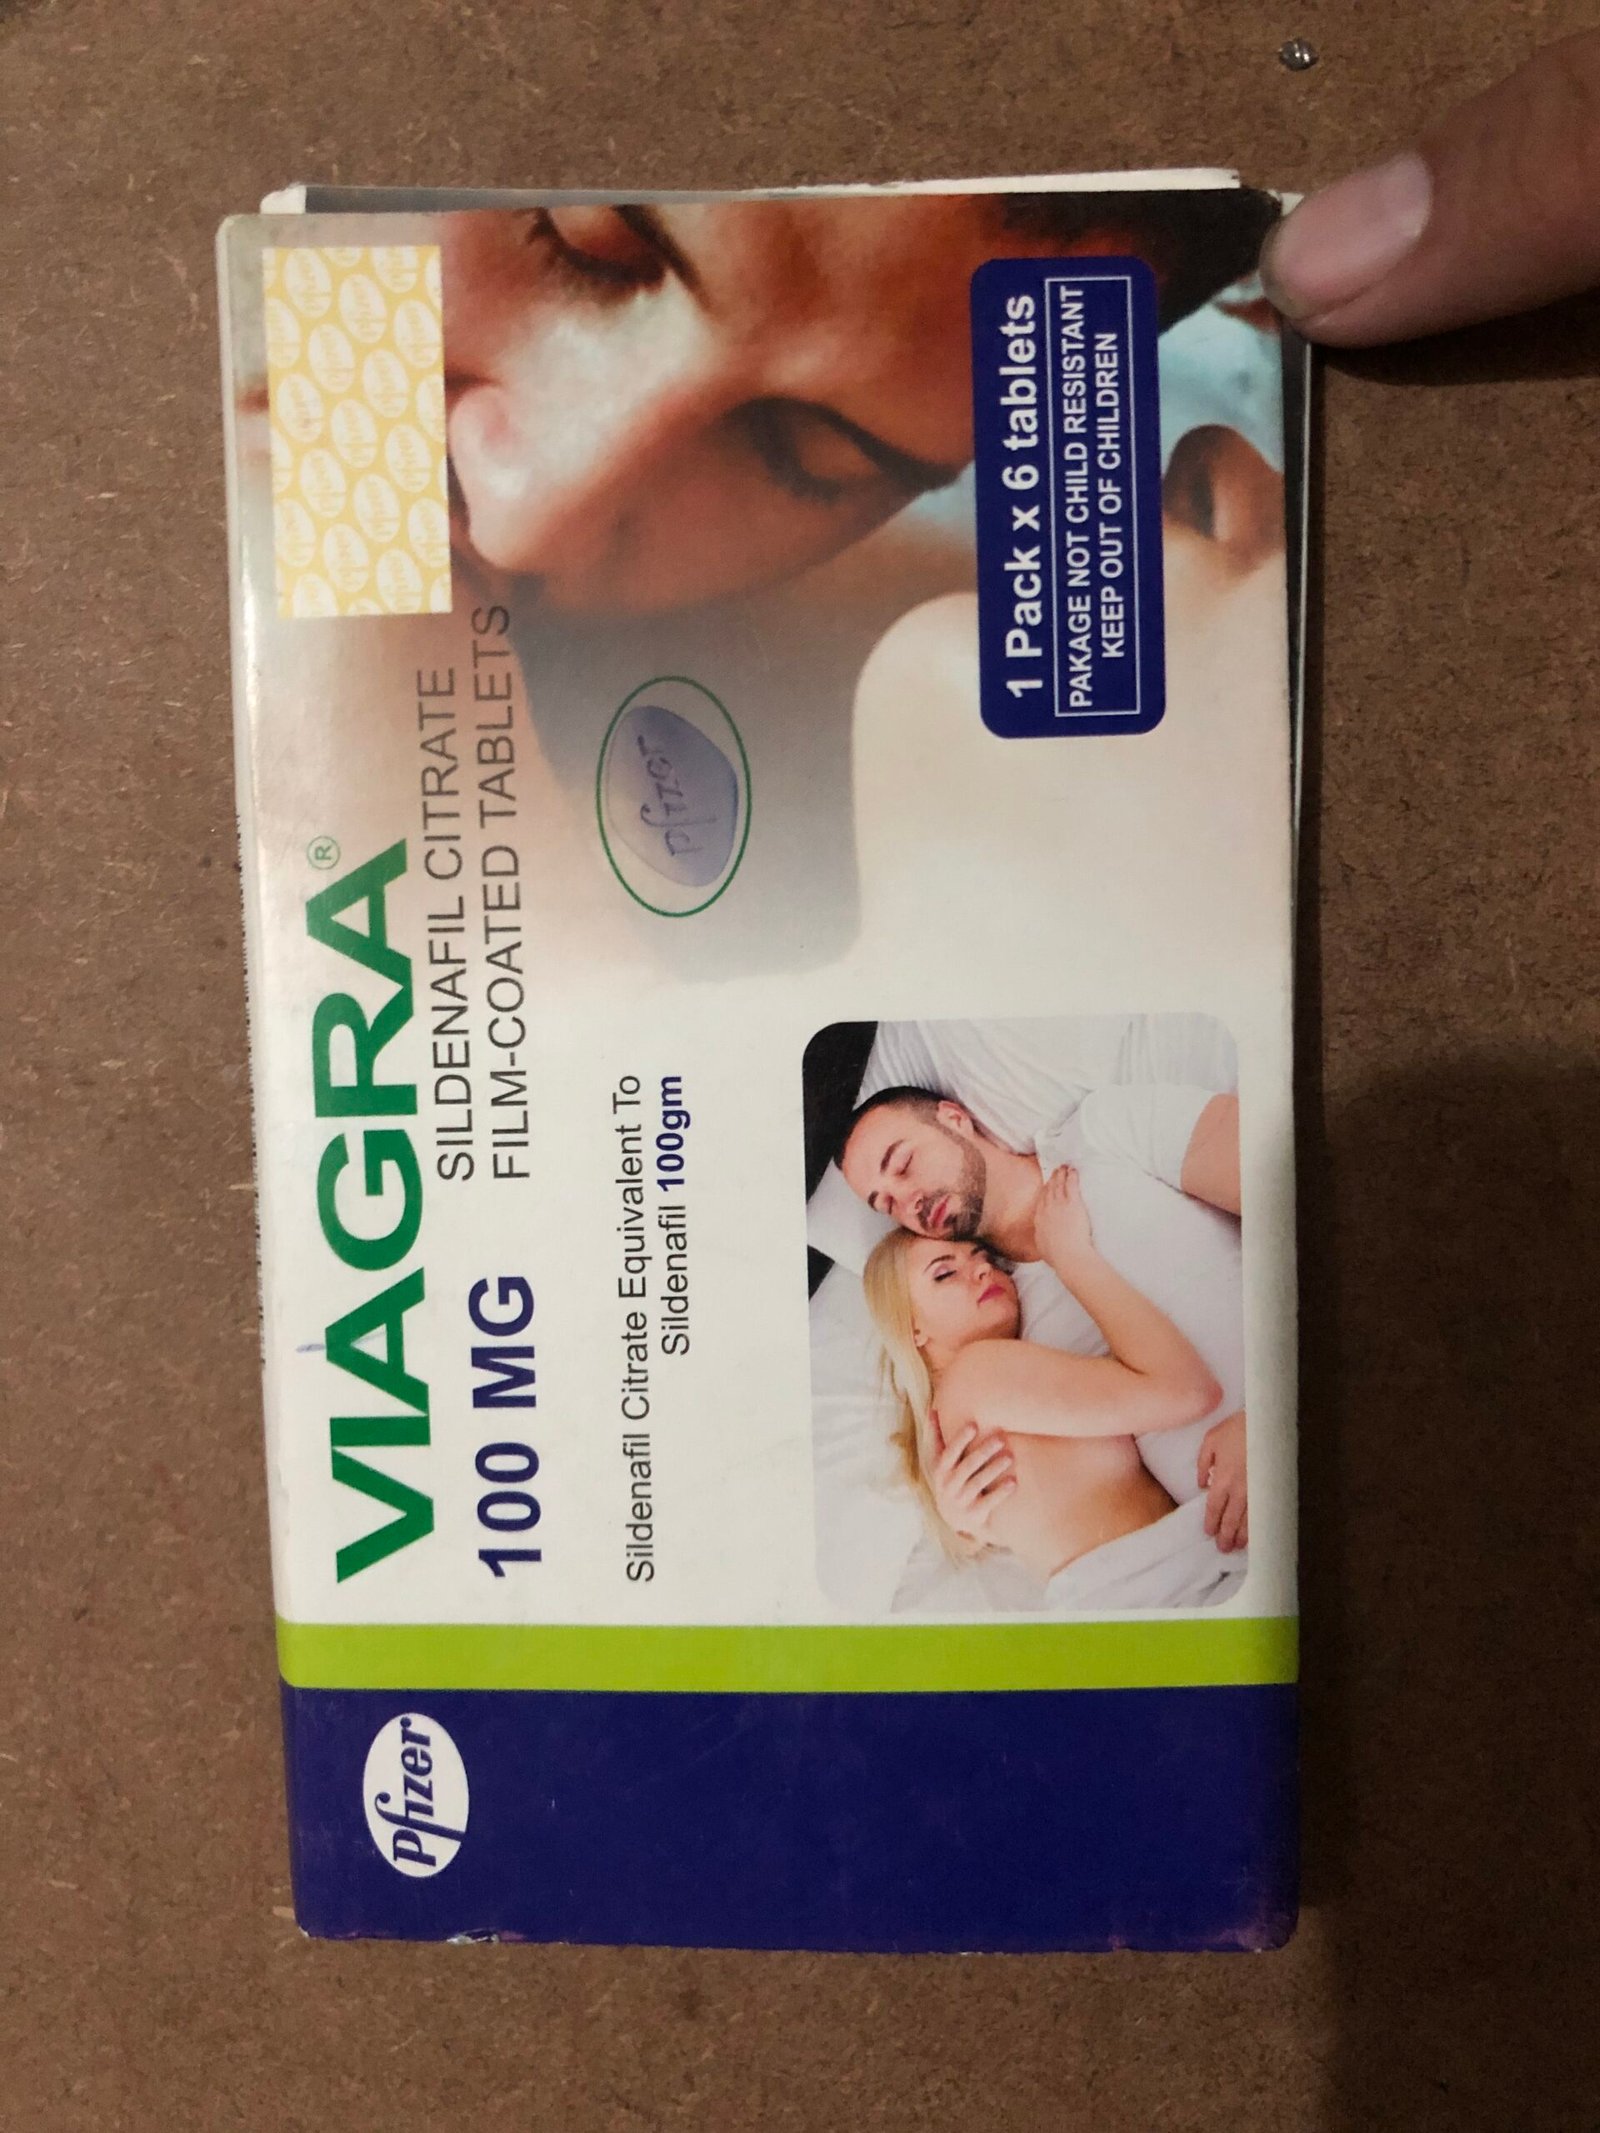 VIAGRA®
100 MG
SILDENAFIL CITRATE
FILM-COATED TABLETS
Sildenafil Citrate Equivalent To
Sildenafil 100gm
pfizer
1 Pack x 6 tablets
PAKAGE NOT CHILD RESISTANT
KEEP OUT OF CHILDREN
Pfizer